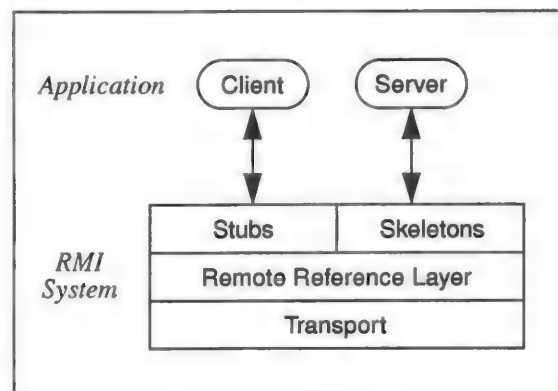 Application Client Server
Stubs Skeletons
RMI System
Remote Reference Layer
Transport